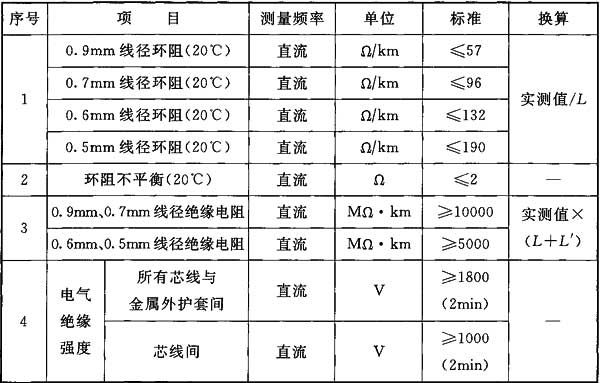 序号 项 目 测量频率 单位 标准 换算
1 0.9mm 线径环阻(20℃) 直流 Ω/km ≤57 实测值/L
0.7mm 线径环阻(20℃) 直流 Ω/km ≤96
0.6mm 线径环阻(20℃) 直流 Ω/km ≤132
0.5mm 线径环阻(20℃) 直流 Ω/km ≤190
2 环阻不平衡(20℃) 直流 Ω ≤2 —
3 0.9mm、0.7mm 线径绝缘电阻 直流 MΩ·km ≥10000 实测值×
(L+L′)
0.6mm、0.5mm 线径绝缘电阻 直流 MΩ·km ≥5000
4 电气
绝缘
强度
所有芯线与
金属外护套间
直流 V ≥1800
(2min)
—
芯线间 直流 V ≥1000
(2min)